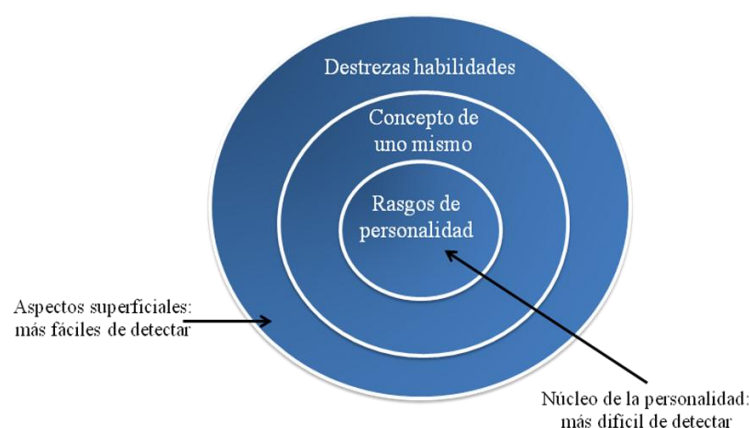 Destrezas habilidades
Concepto de
uno mismo
Rasgos de
personalidad
Aspectos superficiales:
más fáciles de detectar
Núcleo de la personalidad:
más difícil de detectar